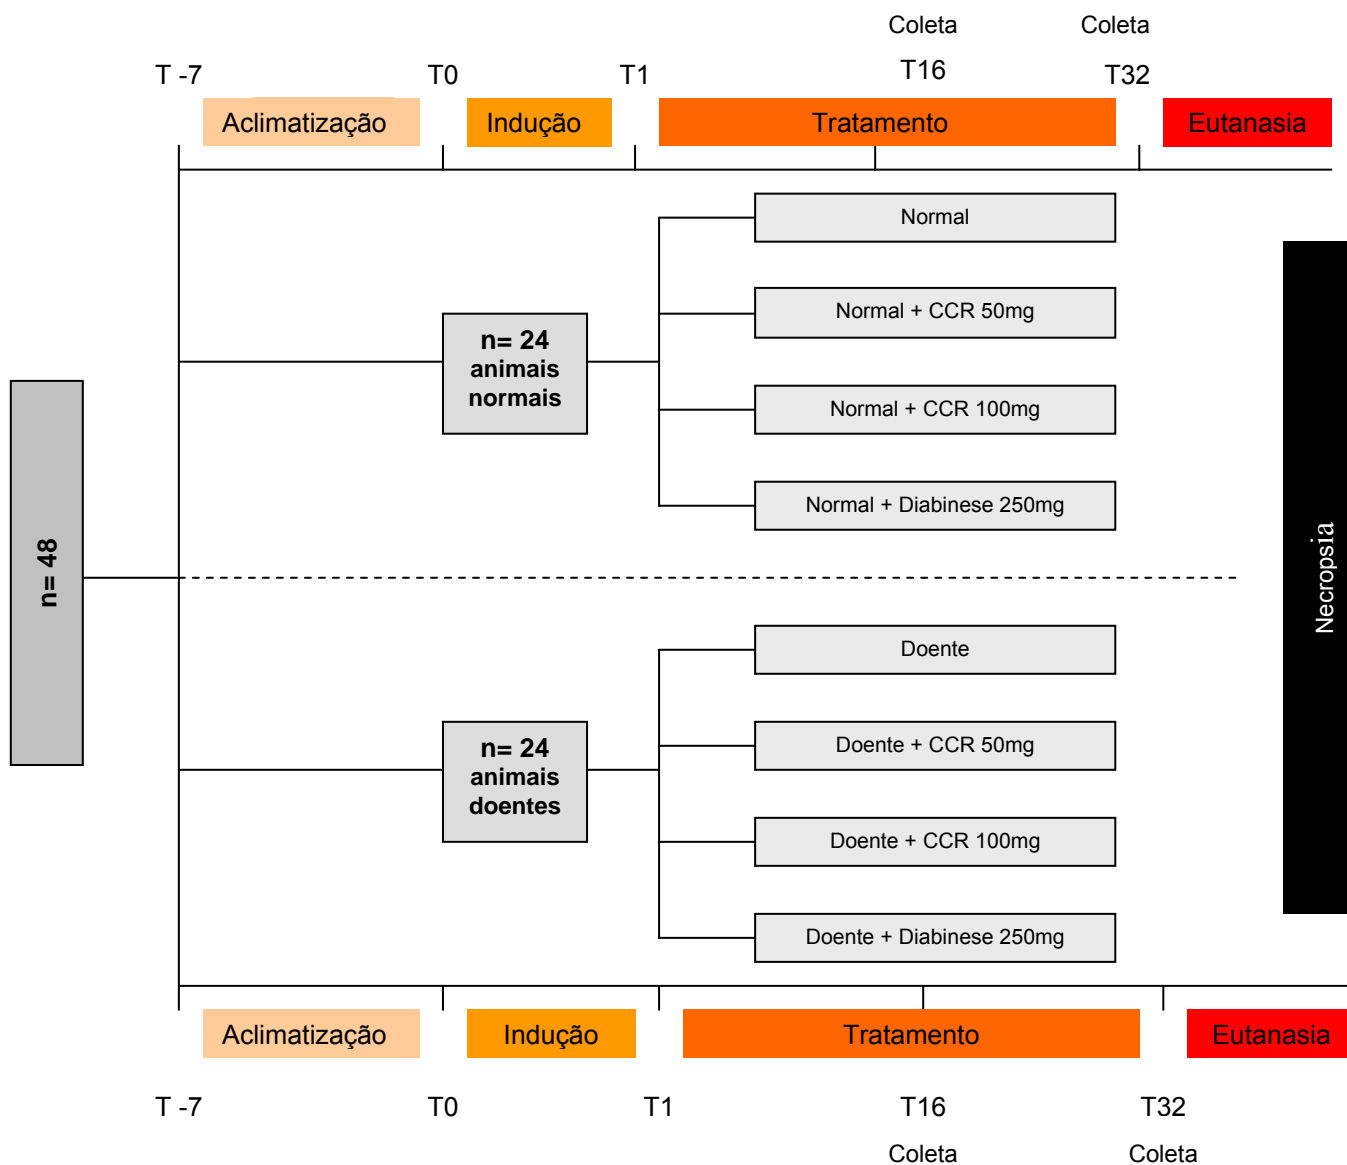 Coleta Coleta
T -7 T0 T1 T16 T32
Aclimatização Indução Tratamento Eutanasia
Normal
Normal + CCR 50mg
n= 24
animais
normais
Normal + CCR 100mg
Normal + Diabinese 250mg
n= 48
Necropsia
Doente
n= 24
animais
doentes
Doente + CCR 50mg
Doente + CCR 100mg
Doente + Diabinese 250mg
Aclimatização Indução Tratamento Eutanasia
T -7 T0 T1 T16 T32
Coleta Coleta